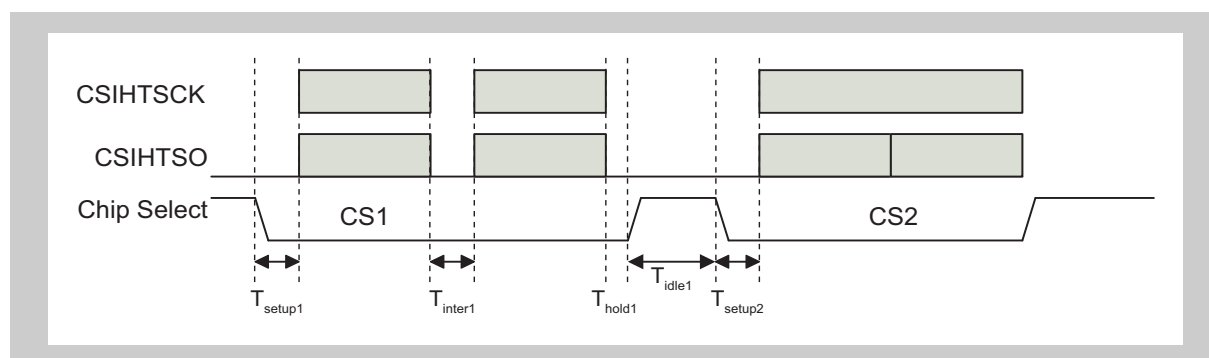 CSIHTSCK
CSIHTSO
Chip Select
CS1
CS2
Tsetup1
Tinter1
Thold1
Tidle1
Tsetup2